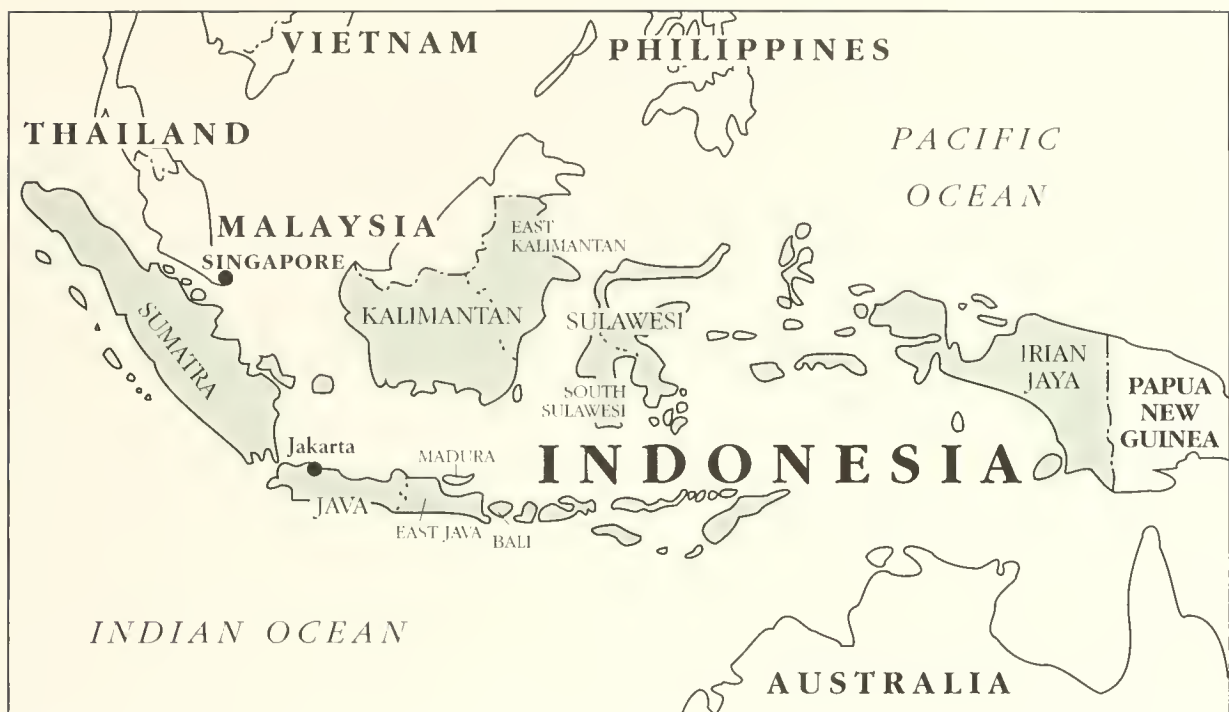 VIETNAM
PHILIPPINES
THAILAND
PACIFIC
OCEAN
MALAYSIA
SINGAPORE
EAST
KALIMANTAN
SUMATRA
KALIMANTAN
SULAWESI
IRIAN
JAYA
PAPUA
NEW
GUINEA
SOUTH
SULAWESI
Jakarta
MADURA
INDONESIA
JAVA
EAST JAVA
BALI
INDIAN OCEAN
AUSTRALIA